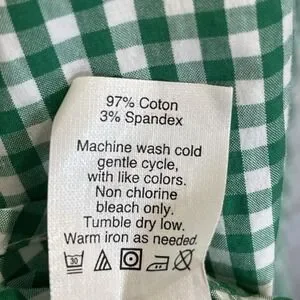 97% Coton
3% Spandex
Machine wash cold
gentle cycle,
with like colors.
Non chlorine
bleach only.
Tumble dry low.
Warm iron as needed.
30